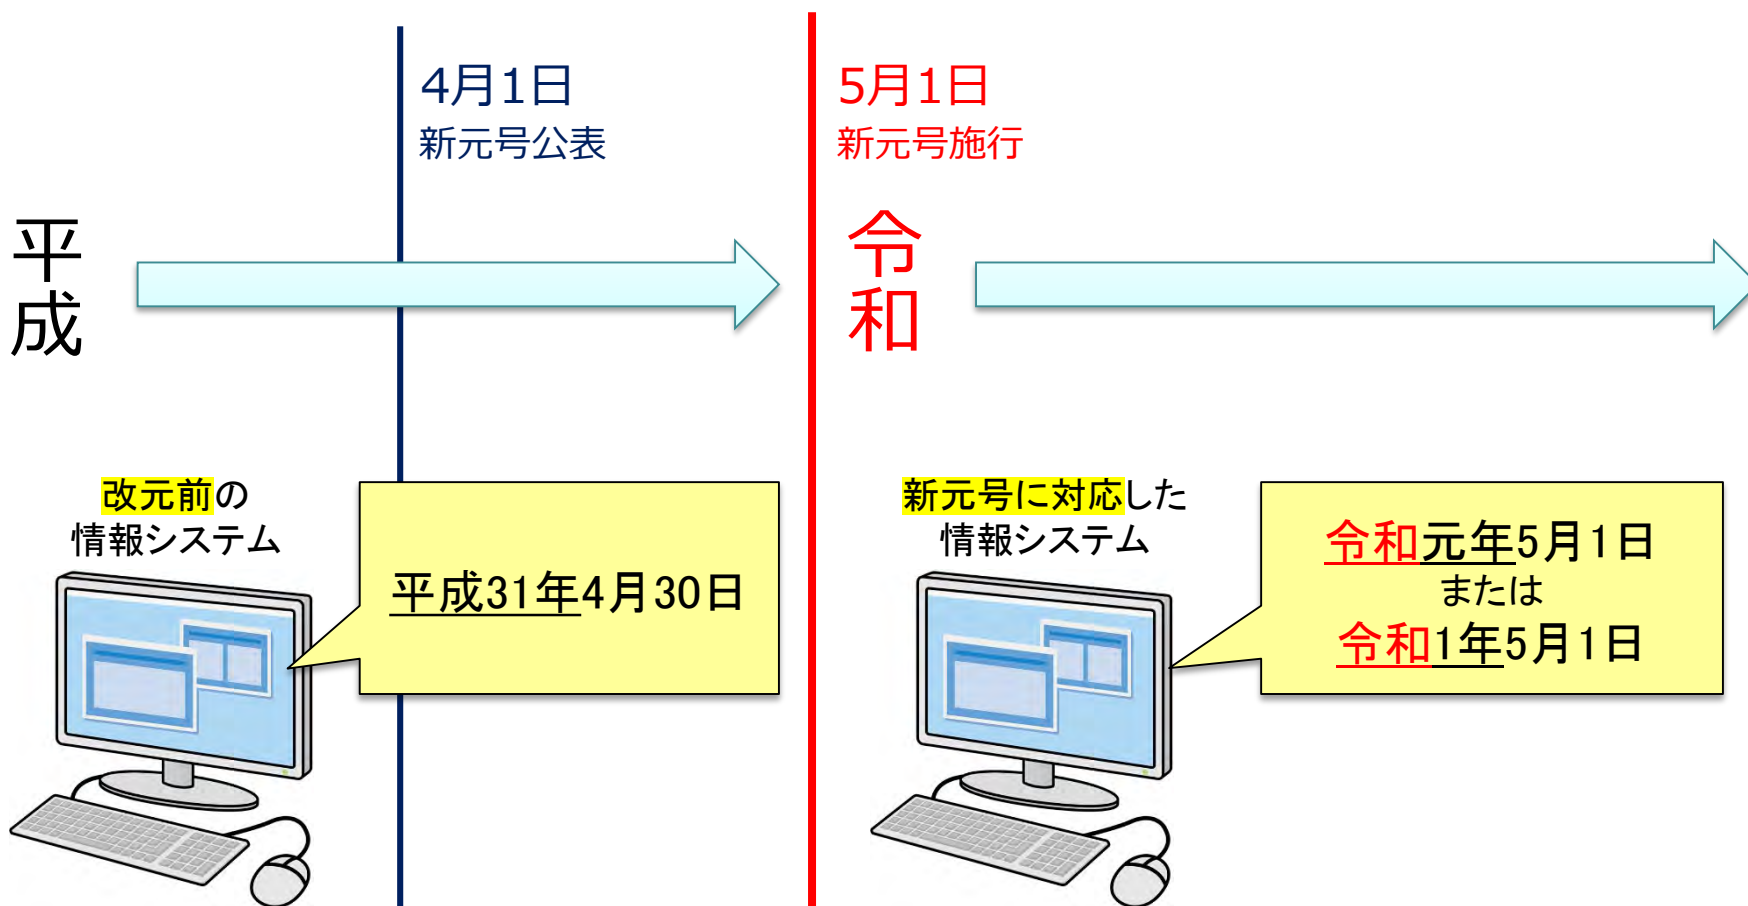 4月1日
新元号公表
5月1日
新元号施行
平成
令和
改元前の
情報システム
平成31年4月30日
新元号に対応した
情報システム
令和元年5月1日
または
令和1年5月1日